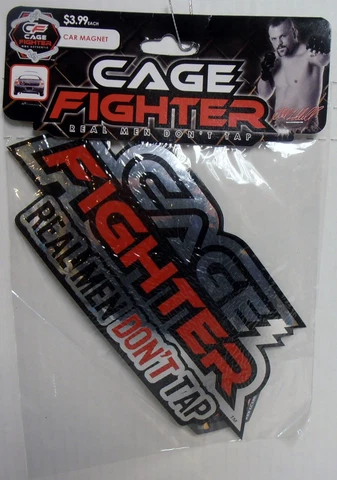 $3.99 EACH
CAR MAGNET
CF
CAGE
FIGHTER
CAGE
FIGHTER
REAL MEN DON'T TAP
CAGE
FIGHTER
REAL MEN DON'T TAP